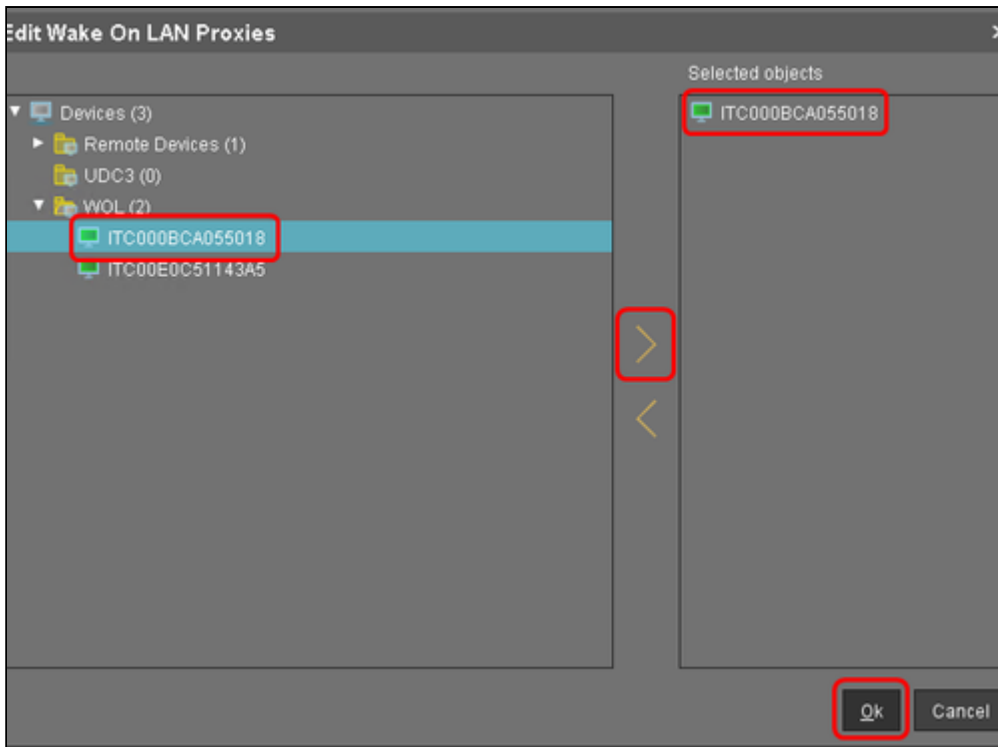 Edit Wake On LAN Proxies
Selected objects
Devices (3)
ITC000BCA055018
Remote Devices (1)
UDC3 (0)
WOL (2)
ITC000BCA055018
ITC00E0C51143A5
Ok
Cancel